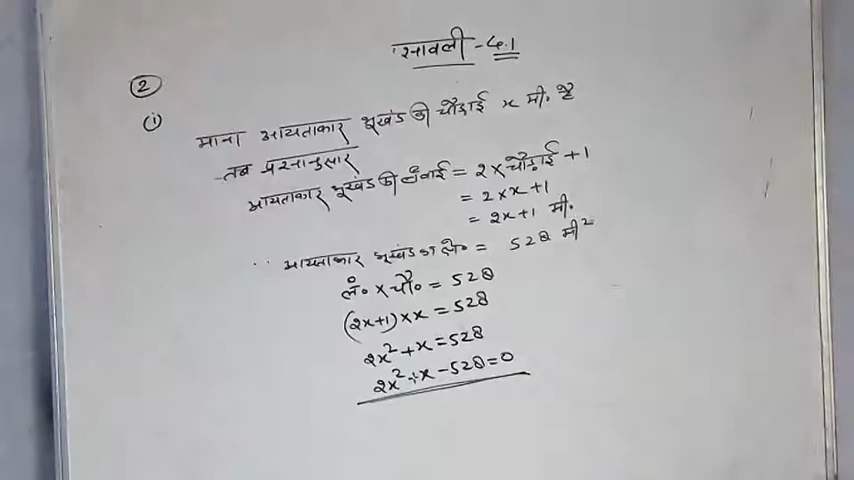 श्नावली - 4.1
2
(i)
माना आयताकार भूखंड की चौड़ाई x मी. है
तब प्रश्नानुसार
आयताकार भूखंड की लंबाई = 2 x चौड़ाई + 1
= 2 x x + 1
= 2x + 1 मी.
∵ आयताकार भूखंड का क्षे० = 528 मी²
लं० x चौ० = 528
(2x+1) x x = 528
2x² + x = 528
2x² + x - 528 = 0